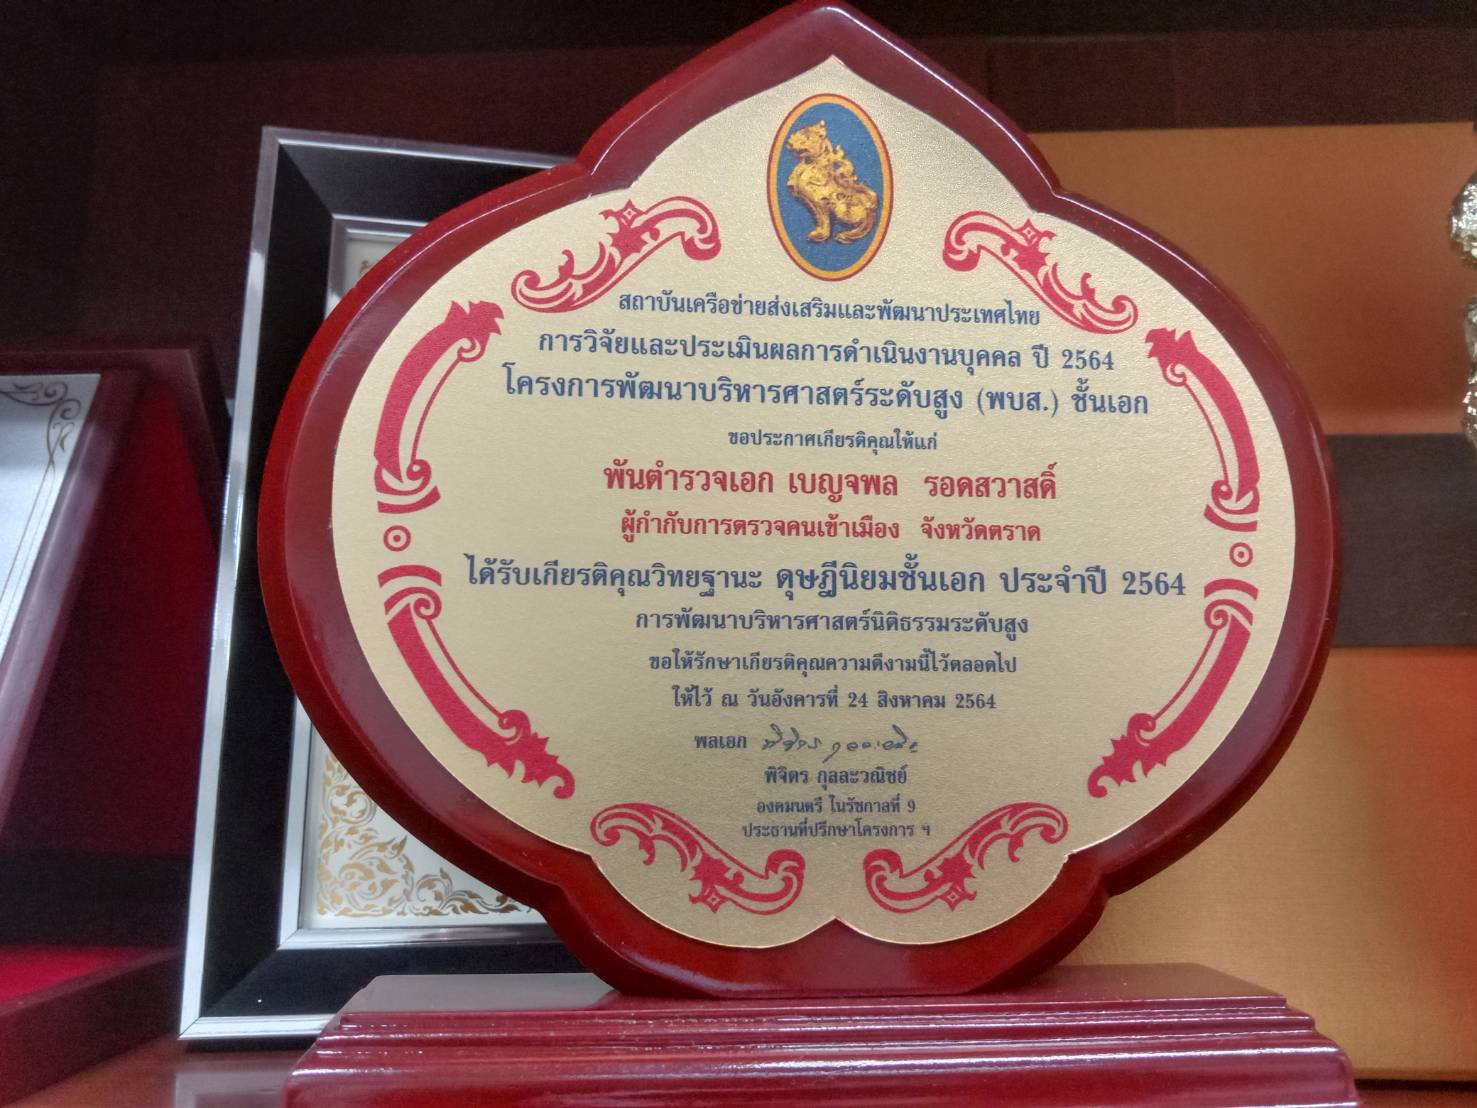 สถาบันเครือข่ายส่งเสริมและพัฒนาประเทศไทย
การวิจัยและประเมินผลการดำเนินงานบุคคล ปี 2564
โครงการพัฒนาบริหารศาสตร์ระดับสูง (พบส.) ชั้นเอก
ขอประกาศเกียรติคุณให้แก่
พันตำรวจเอก เบญจพล รอดสวาสดิ์
ผู้กำกับการตรวจคนเข้าเมือง จังหวัดตราด
ได้รับเกียรติคุณวิทยฐานะ ดุษฎีนิยมชั้นเอก ประจำปี 2564
การพัฒนาบริหารศาสตร์นิติธรรมระดับสูง
ขอให้รักษาเกียรติคุณความดีงามนี้ไว้ตลอดไป
ให้ไว้ ณ วันอังคารที่ 24 สิงหาคม 2564
พลเอก
พิจิตร กุลละวณิชย์
องคมนตรี ในรัชกาลที่ 9
ประธานที่ปรึกษาโครงการ ฯ